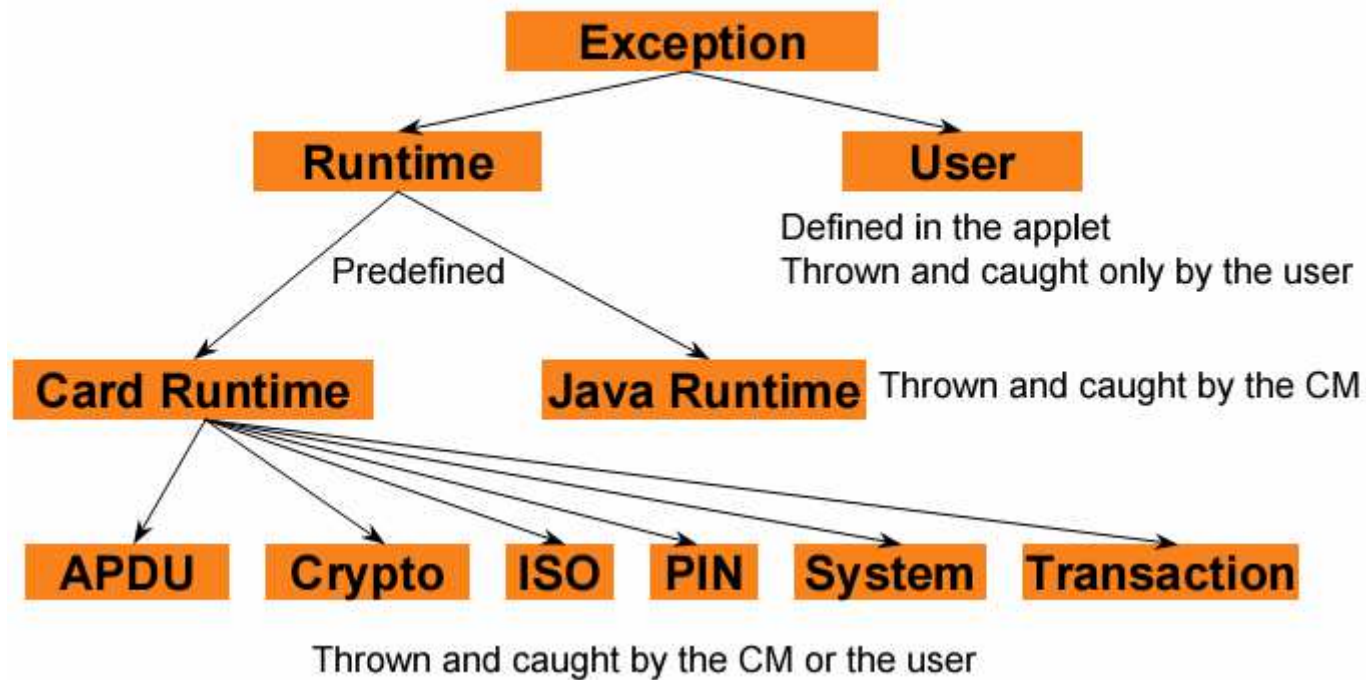 Exception
Runtime
User
Defined in the applet
Thrown and caught only by the user
Predefined
Card Runtime
Java Runtime
Thrown and caught by the CM
APDU
Crypto
ISO
PIN
System
Transaction
Thrown and caught by the CM or the user